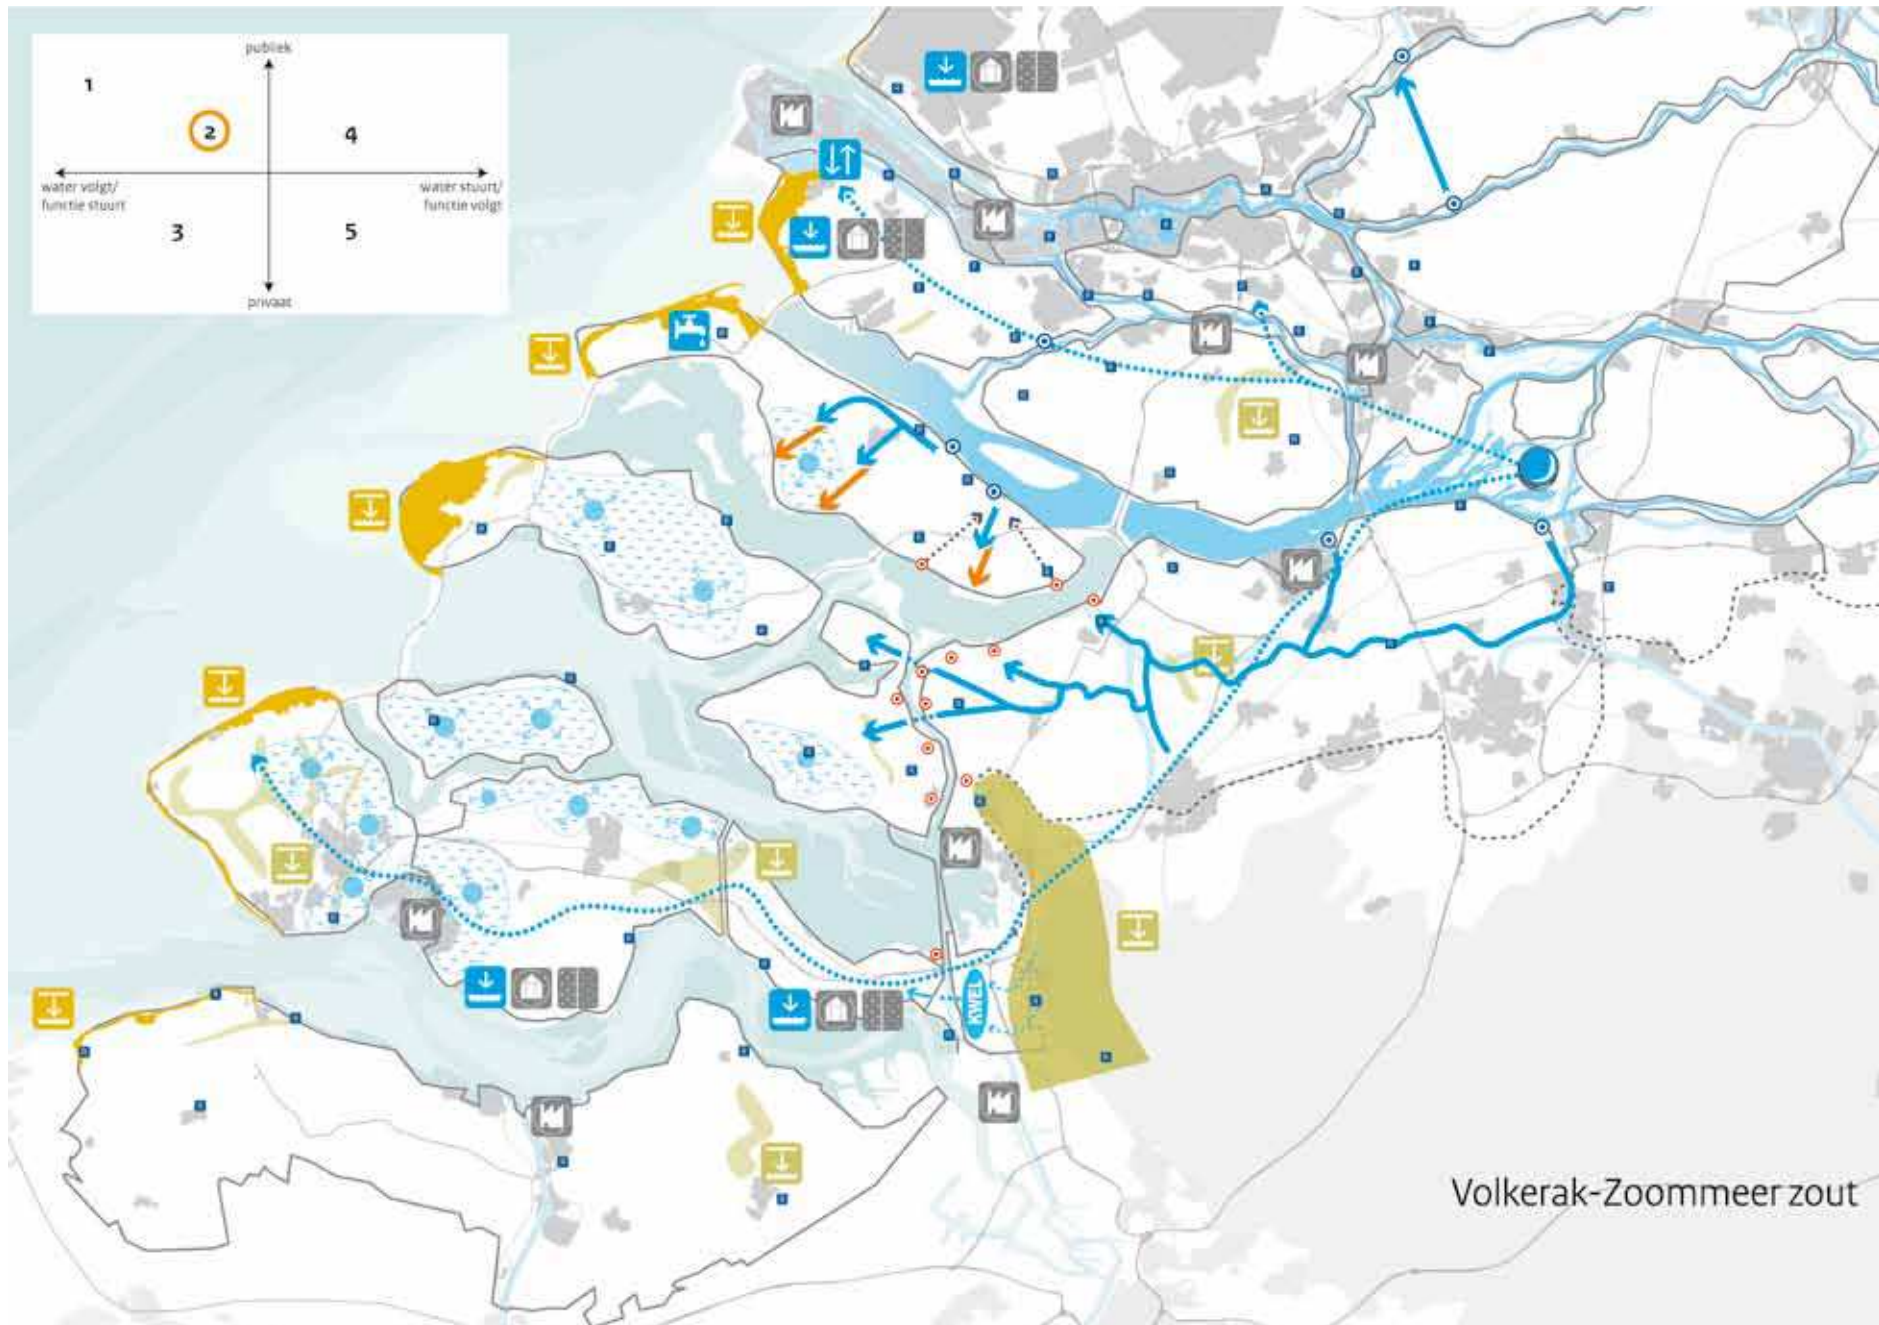 publiek
1
2
4
water volgt/
functie stuurt
water stuurt/
functie volgt
3
5
privaat
KWEL
Volkerak-Zoommeer zout